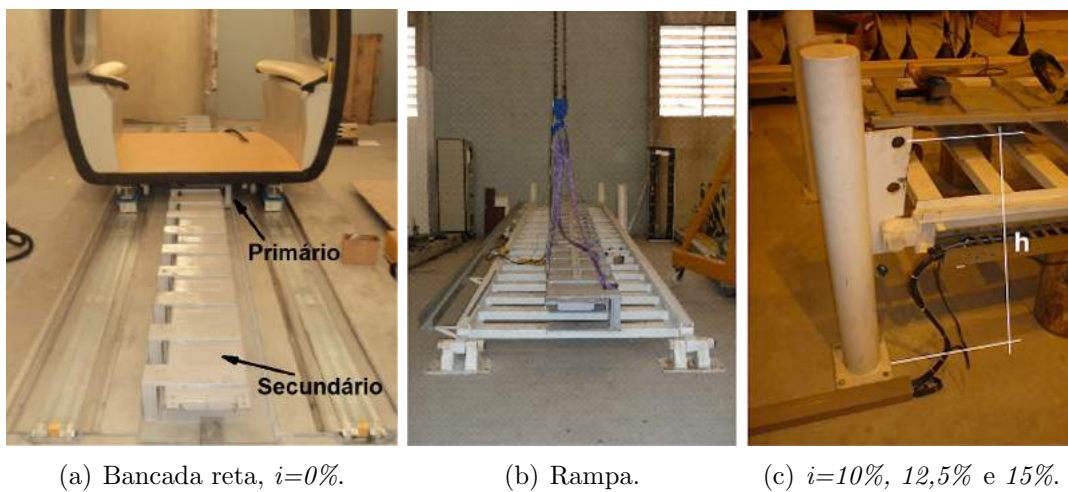 Primário
Secundário
h
(a) Bancada reta, i=0%.
(b) Rampa.
(c) i=10%, 12,5% e 15%.